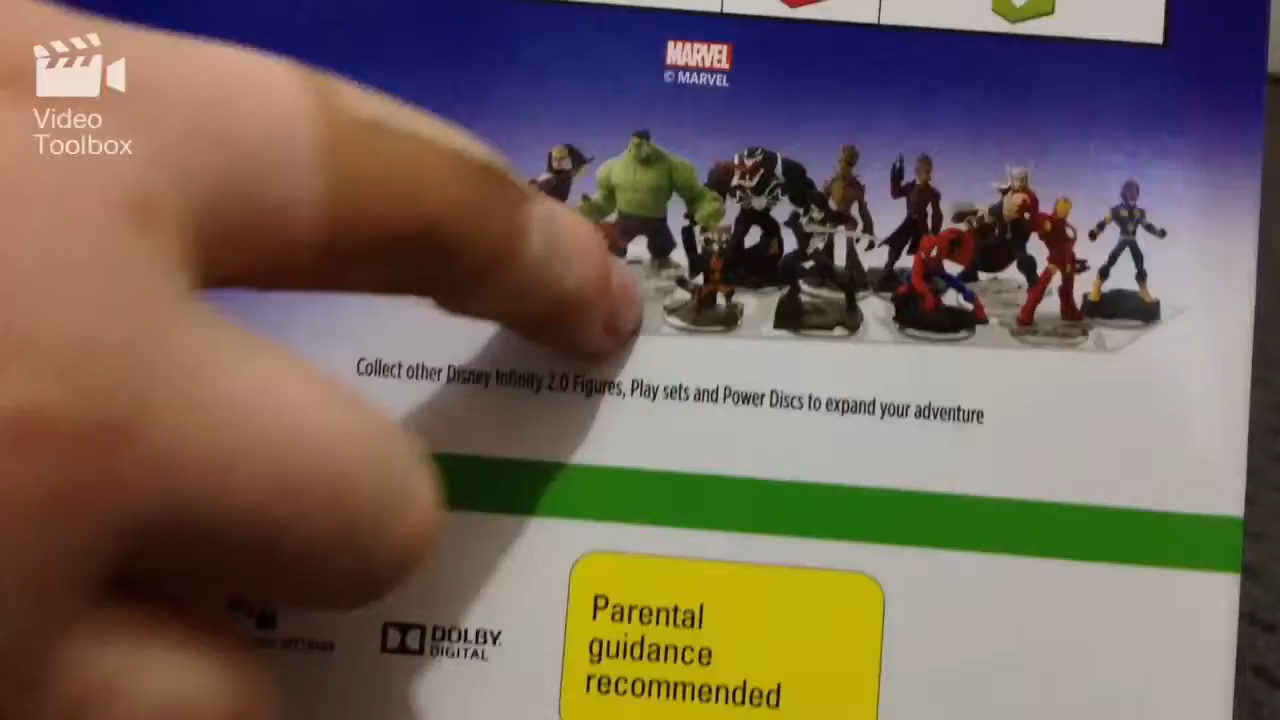 Video
Toolbox
MARVEL
© MARVEL
Collect other Disney Infinity 2.0 Figures, Play sets and Power Discs to expand your adventure
DOLBY
DIGITAL
Parental
guidance
recommended